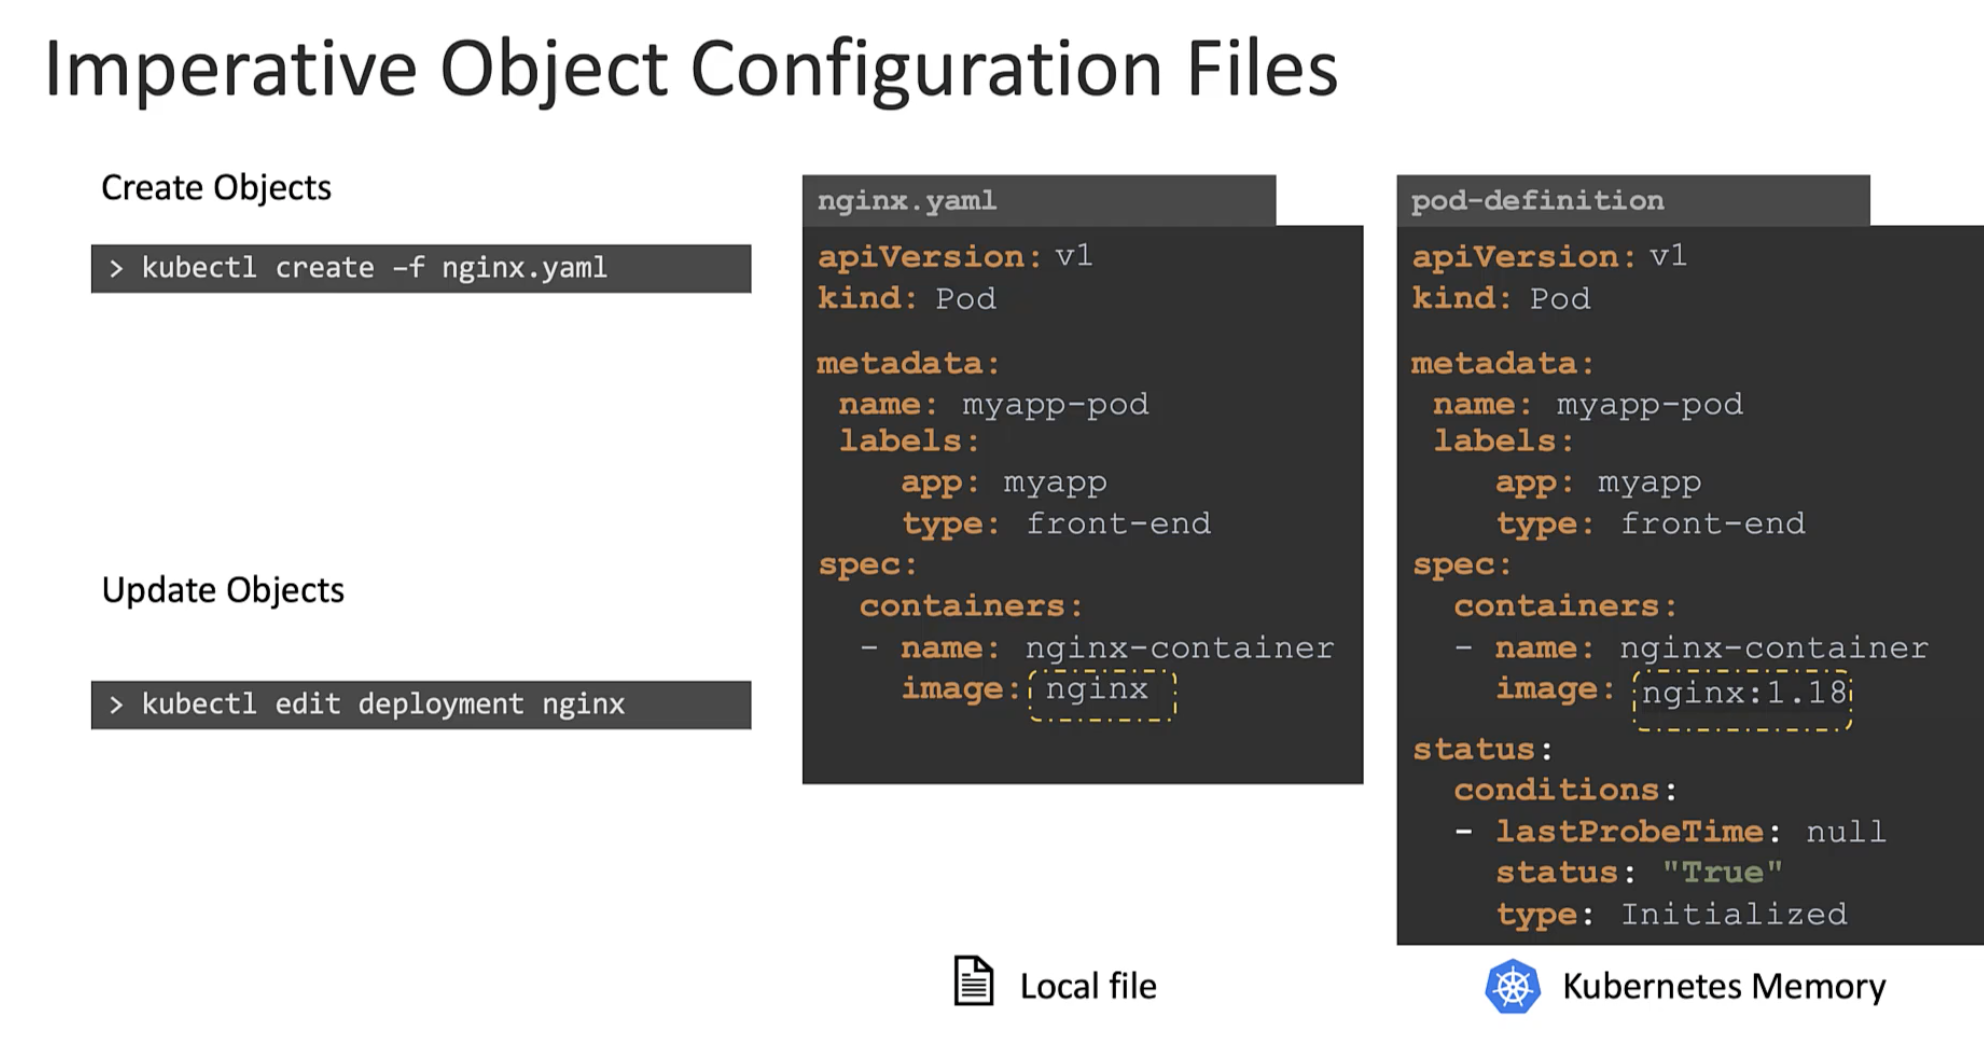 Imperative Object Configuration Files
Create Objects
> kubectl create –f nginx.yaml
Update Objects
> kubectl edit deployment nginx
nginx.yaml
apiVersion: v1
kind: Pod
metadata:
name: myapp-pod
labels:
app: myapp
type: front-end
spec:
containers:
- name: nginx-container
image: nginx
Local file
pod-definition
apiVersion: v1
kind: Pod
metadata:
name: myapp-pod
labels:
app: myapp
type: front-end
spec:
containers:
- name: nginx-container
image: nginx:1.18
status:
conditions:
- lastProbeTime: null
status: "True"
type: Initialized
Kubernetes Memory